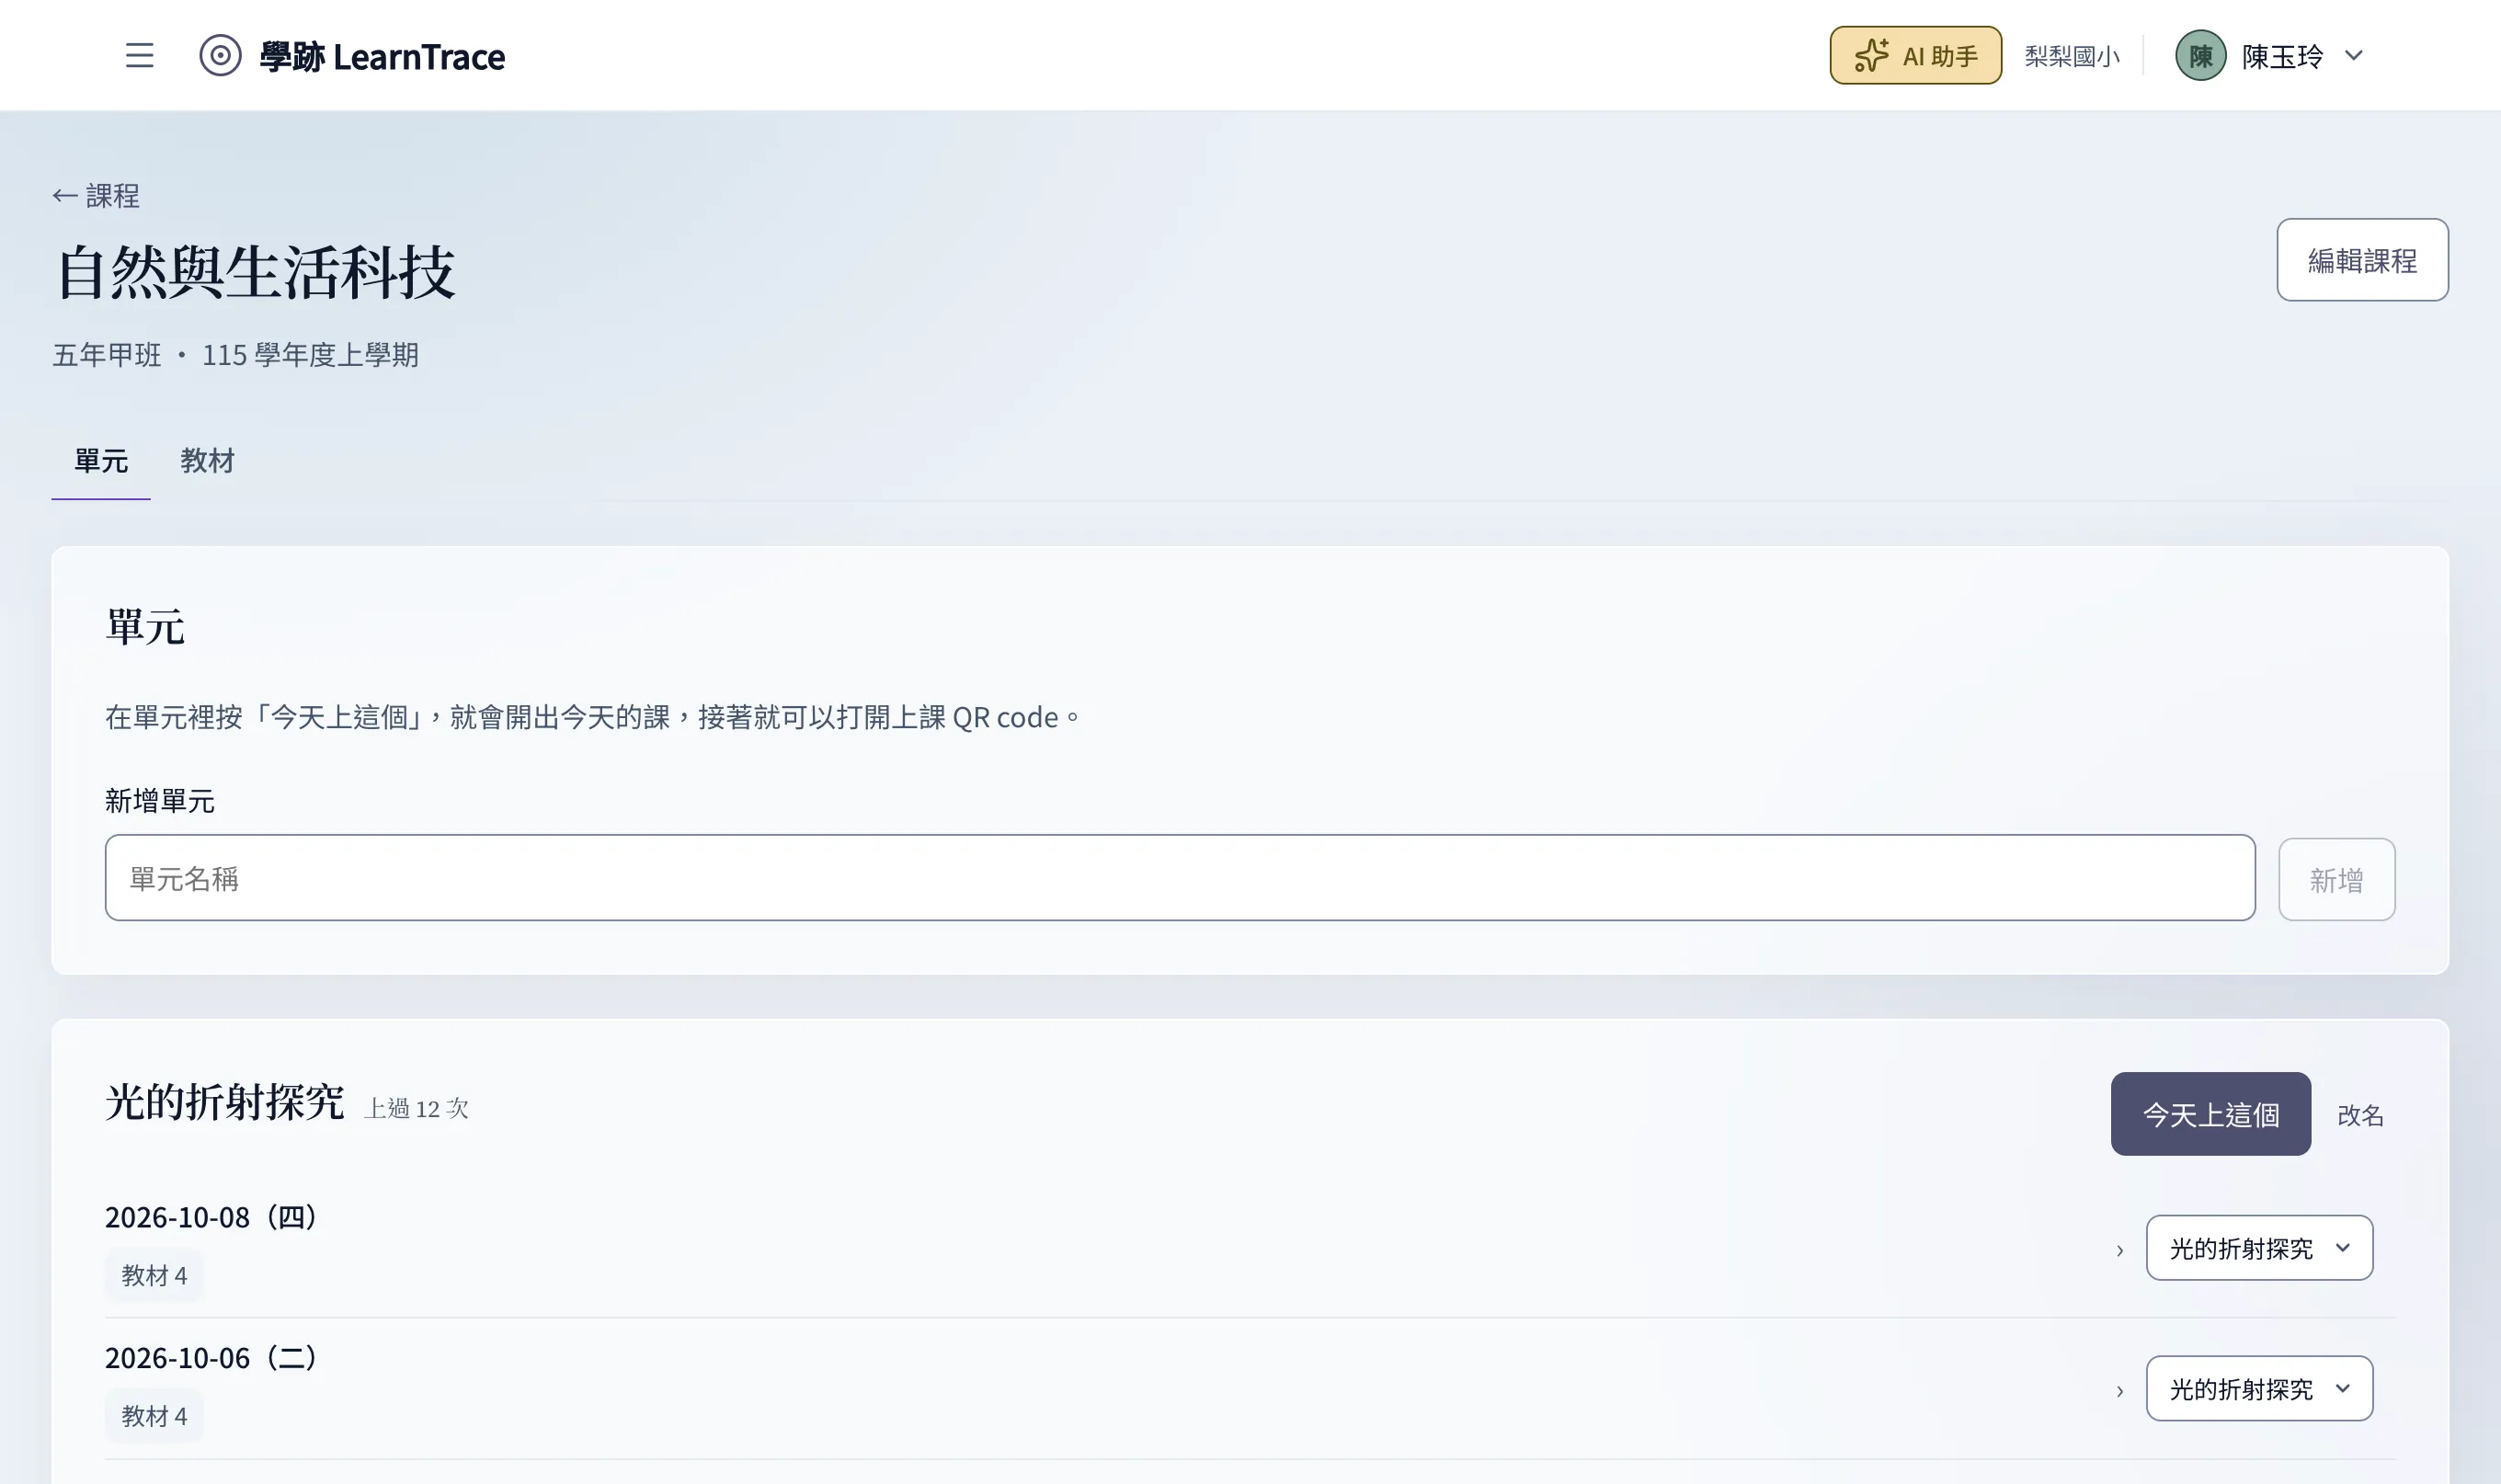 學跡 LearnTrace
AI 助手
梨梨國小
陳
陳玉玲
← 課程
自然與生活科技
編輯課程
五年甲班 • 115 學年度上學期
單元
教材
單元
在單元裡按「今天上這個」，就會開出今天的課，接著就可以打開上課 QR code。
新增單元
單元名稱
新增
光的折射探究 上過 12 次
今天上這個
改名
2026-10-08（四）
教材 4
› 光的折射探究
2026-10-06（二）
教材 4
› 光的折射探究